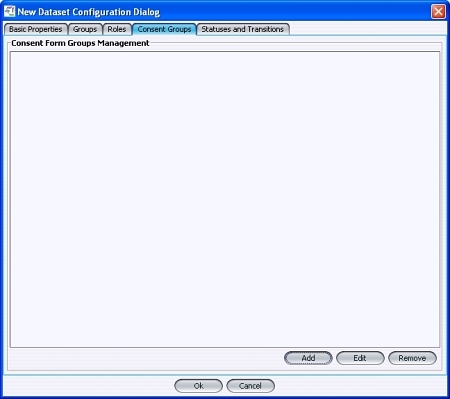 New Dataset Configuration Dialog
Basic Properties Groups Roles Consent Groups Statuses and Transitions
Consent Form Groups Management
Add Edit Remove
Ok Cancel